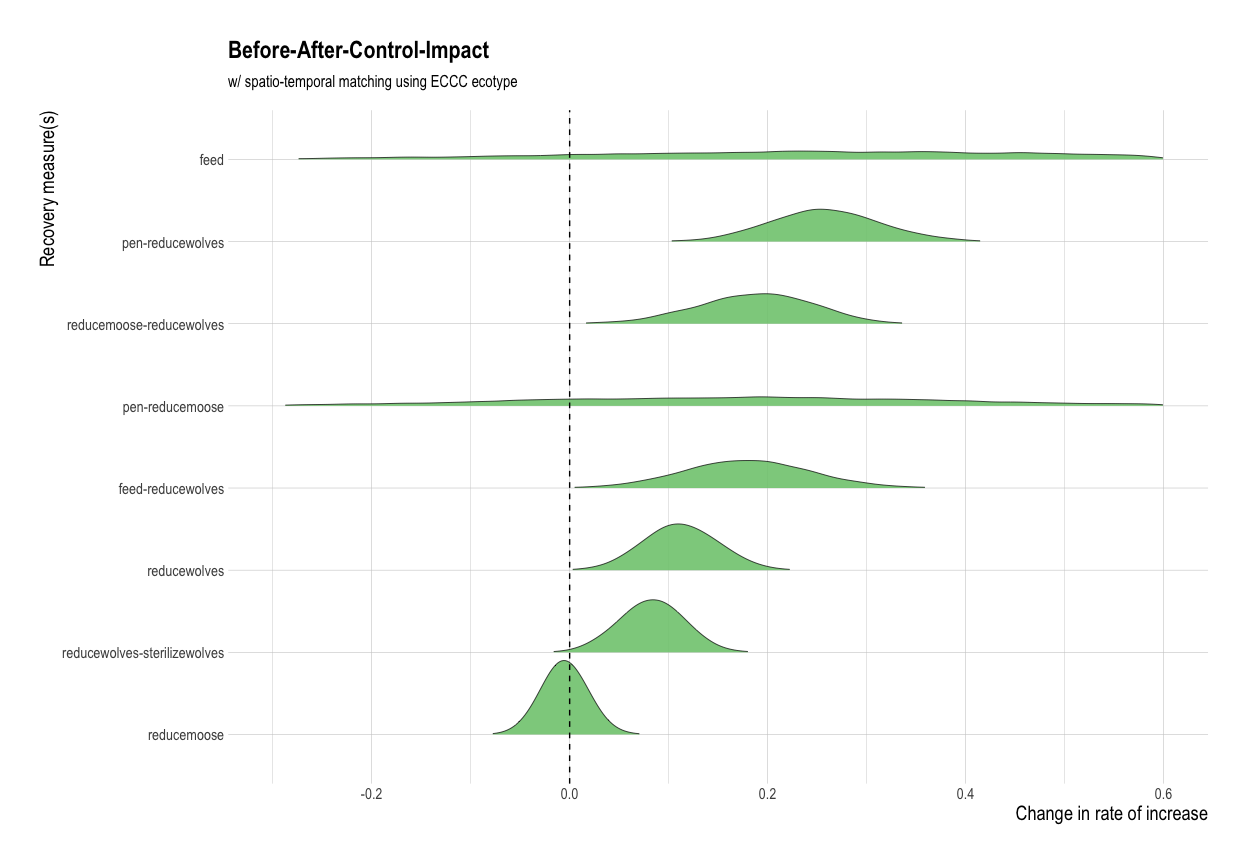 Before-After-Control-Impact
w/ spatio-temporal matching using ECCC ecotype
Recovery measure(s)
feed
pen-reducewolves
reducemoose-reducewolves
pen-reducemoose
feed-reducewolves
reducewolves
reducewolves-sterilizewolves
reducemoose
-0.2 0.0 0.2 0.4 0.6
Change in rate of increase